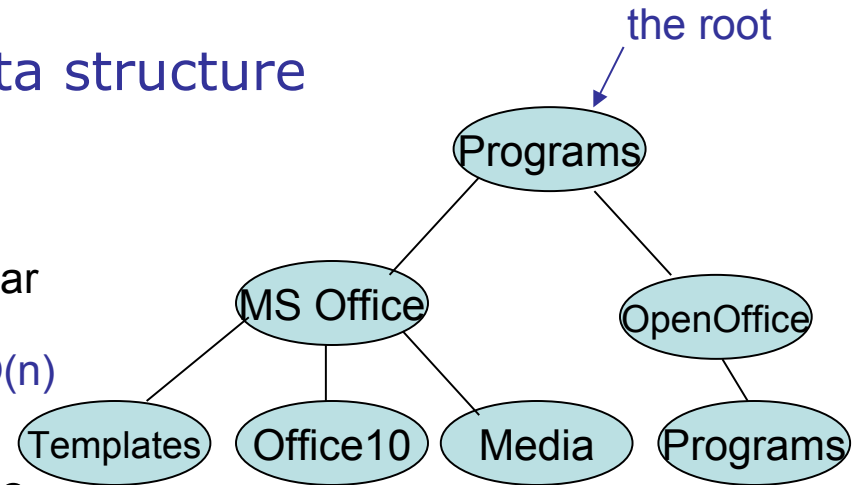 the root
ta structure
Programs
ar
MS Office
OpenOffice
(n)
Templates
Office10
Media
Programs